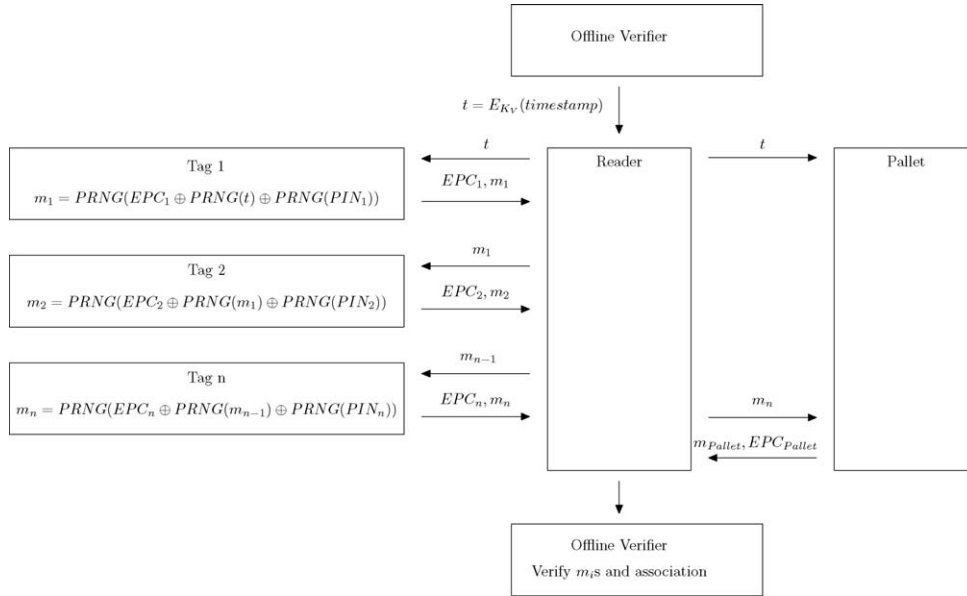 Offline Verifier
t = E_{K_V}(timestamp)
t
Reader
t
Pallet
Tag 1
m_1 = PRNG(EPC_1 ⊕ PRNG(t) ⊕ PRNG(PIN_1))
EPC_1, m_1
m_1
Tag 2
m_2 = PRNG(EPC_2 ⊕ PRNG(m_1) ⊕ PRNG(PIN_2))
EPC_2, m_2
m_{n-1}
Tag n
m_n = PRNG(EPC_n ⊕ PRNG(m_{n-1}) ⊕ PRNG(PIN_n))
EPC_n, m_n
m_n
m_{Pallet}, EPC_{Pallet}
Offline Verifier
Verify m_is and association